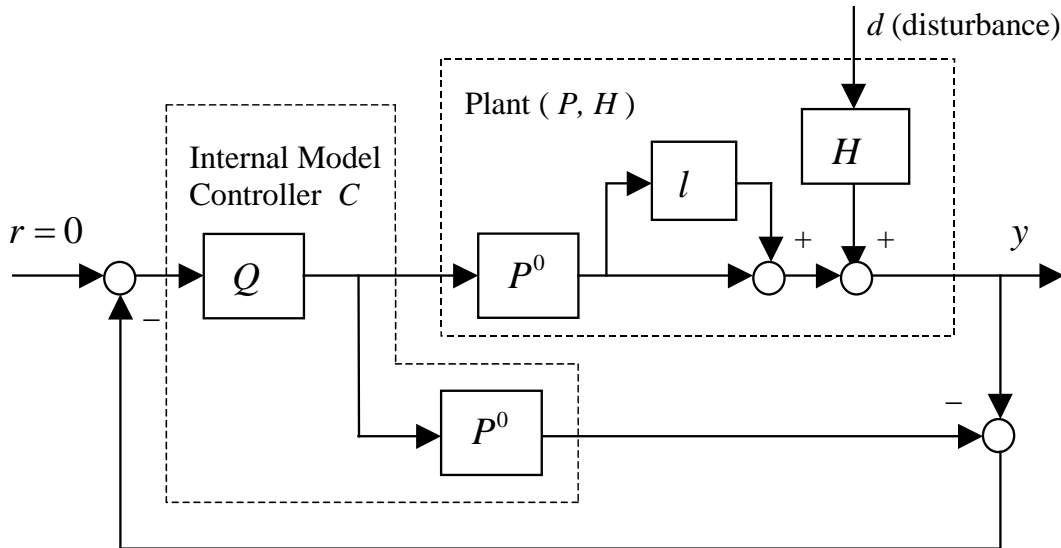 d (disturbance)
Plant ( P, H )
H
Internal Model
Controller C
l
r = 0
+
+
y
Q
P⁰
−
−
P⁰